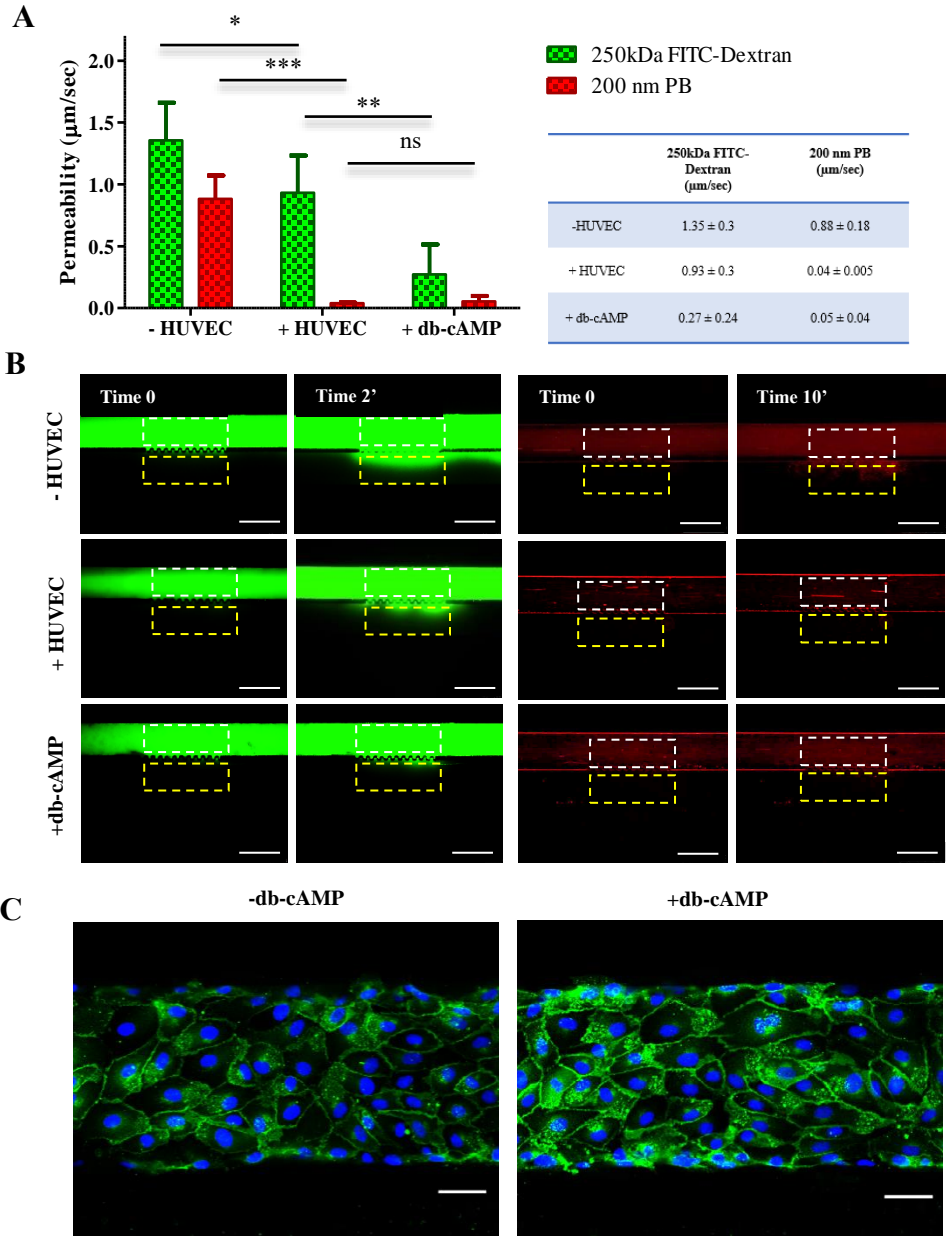 A
*
***
**
ns
Permeability (µm/sec)
2.0
1.5
1.0
0.5
0.0
- HUVEC + HUVEC + db-cAMP
250kDa FITC-Dextran
200 nm PB
250kDa FITC-
Dextran
(µm/sec)
200 nm PB
(µm/sec)
-HUVEC 1.35 ± 0.3 0.88 ± 0.18
+ HUVEC 0.93 ± 0.3 0.04 ± 0.005
+ db-cAMP 0.27 ± 0.24 0.05 ± 0.04
B
Time 0 Time 2’ Time 0 Time 10’
- HUVEC
+ HUVEC
+db-cAMP
C
-db-cAMP +db-cAMP